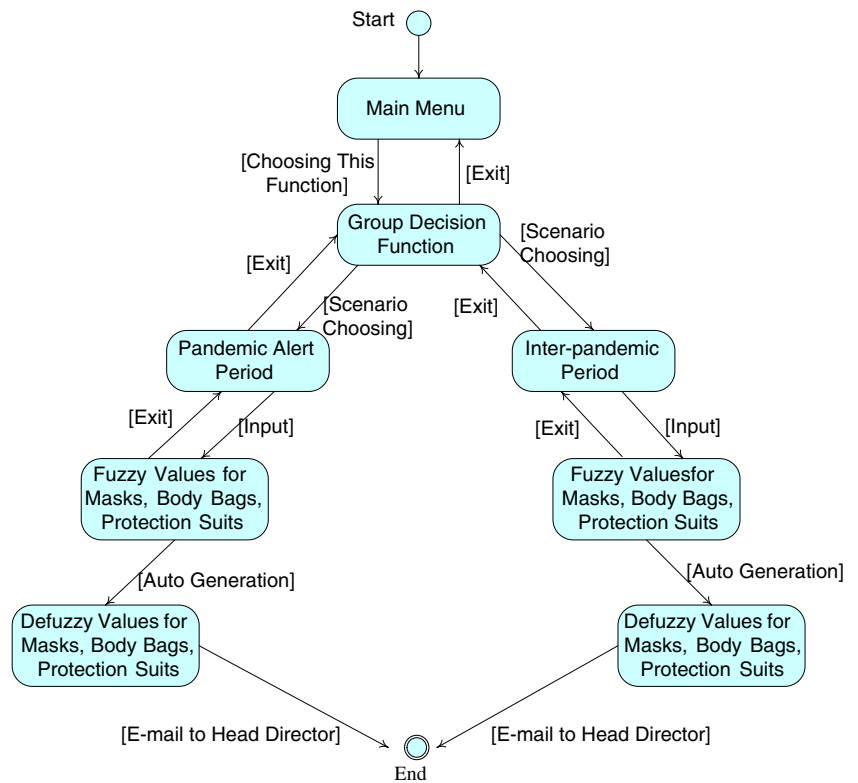 Start
Main Menu
[Choosing This
Function]
[Exit]
Group Decision
Function
[Exit]
[Scenario
Choosing]
[Scenario
Choosing]
[Exit]
Pandemic Alert
Period
Inter-pandemic
Period
[Exit]
[Input]
[Exit]
[Input]
Fuzzy Values for
Masks, Body Bags,
Protection Suits
Fuzzy Valuesfor
Masks, Body Bags,
Protection Suits
[Auto Generation]
[Auto Generation]
Defuzzy Values for
Masks, Body Bags,
Protection Suits
Defuzzy Values for
Masks, Body Bags,
Protection Suits
[E-mail to Head Director]
[E-mail to Head Director]
End